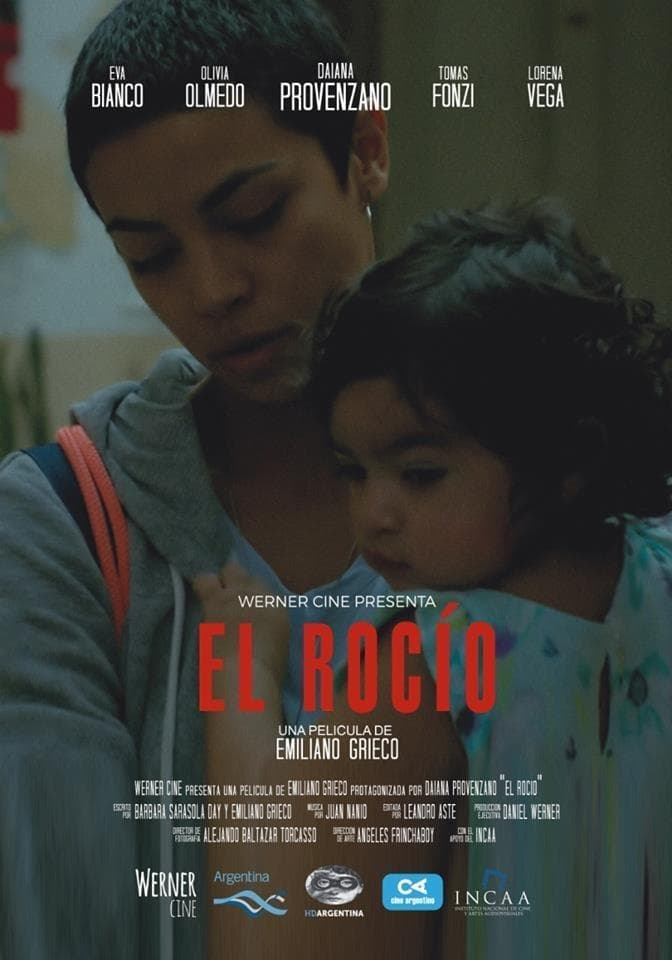 EVA BIANCO
OLIVIA OLMEDO
DAIANA PROVENZANO
TOMAS FONZI
LORENA VEGA
WERNER CINE PRESENTA
EL ROCÍO
UNA PELICULA DE
EMILIANO GRIECO
WERNER CINE PRESENTA UNA PELICULA DE EMILIANO GRIECO PROTAGONIZADA POR DAIANA PROVENZANO "EL ROCIO"
ESCRITO POR BARBARA SARASOLA DAY Y EMILIANO GRIECO MUSICA POR JUAN NANIO EDITADA POR LEANDRO ASTE PRODUCCION EJECUTIVA DANIEL WERNER
DIRECTOR DE FOTOGRAFIA ALEJANDO BALTAZAR TORCASSO DIRECCION DE ARTE ANGELES FRINCHABOY CON EL APOYO DEL INCAA
WERNER CINE
Argentina
HDARGENTINA
CA
cine argentino
INCAA
INSTITUTO NACIONAL DE CINE
Y ARTES AUDIOVISUALES